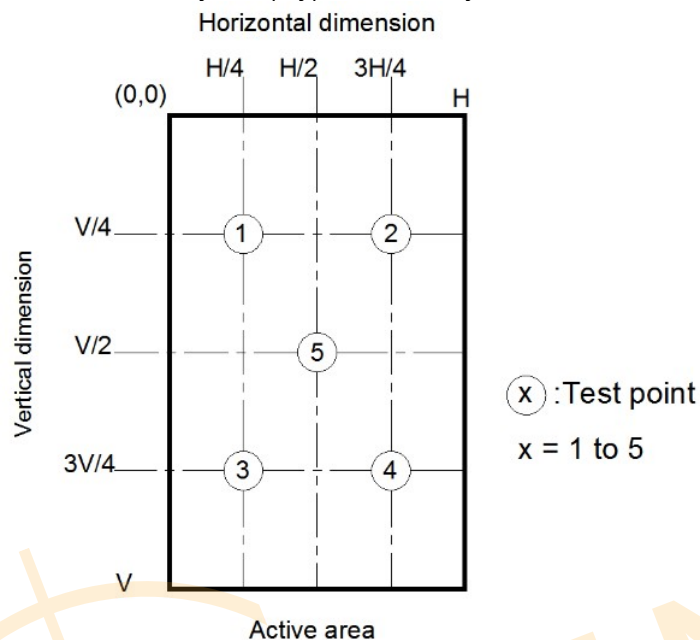 Horizontal dimension
H/4 H/2 3H/4
(0,0) H
V/4 1 2
Vertical dimension
V/2 5
x :Test point
3V/4 3 4
x = 1 to 5
V
Active area